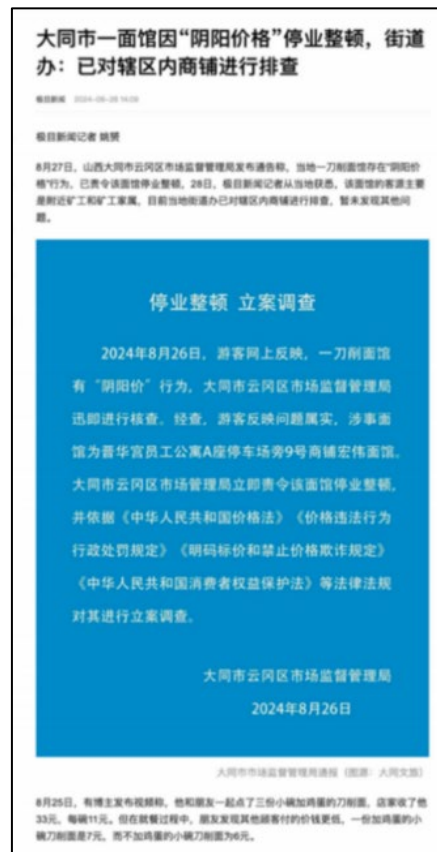 大同市一面馆因“阴阳价格”停业整顿，街道
办：已对辖区内商铺进行排查
极目新闻 2024-08-28 14:09
极目新闻记者 姚赟
8月27日，山西大同市云冈区市场监督管理局发布通告称，当地一刀削面馆存在“阴阳价
格”行为，已责令该面馆停业整顿，28日，极目新闻记者从当地获悉，该面馆的客源主要
是附近矿工和矿工家属，目前当地街道办已对辖区内商铺进行排查，暂未发现其他问
题。
停业整顿 立案调查
2024年8月26日，游客网上反映，一刀削面馆
有“阴阳价”行为，大同市云冈区市场监督管理局
迅即进行核查。经查，游客反映问题属实，涉事面
馆为晋华宫员工公寓A座停车场旁9号商铺宏伟面馆。
大同市云冈区市场管理局立即责令该面馆停业整顿，
并依据《中华人民共和国价格法》《价格违法行为
行政处罚规定》《明码标价和禁止价格欺诈规定》
《中华人民共和国消费者权益保护法》等法律法规
对其进行立案调查。
大同市云冈区市场监督管理局
2024年8月26日
大同市市场监督管理局通报（图源：大同文旅）
8月25日，有博主发布视频称，他和朋友一起点了三份小碗加鸡蛋的刀削面，店家收了他
33元，每碗11元。但在就餐过程中，朋友发现其他顾客付的价钱更低，一份加鸡蛋的小
碗刀削面是7元，而不加鸡蛋的小碗刀削面为6元。